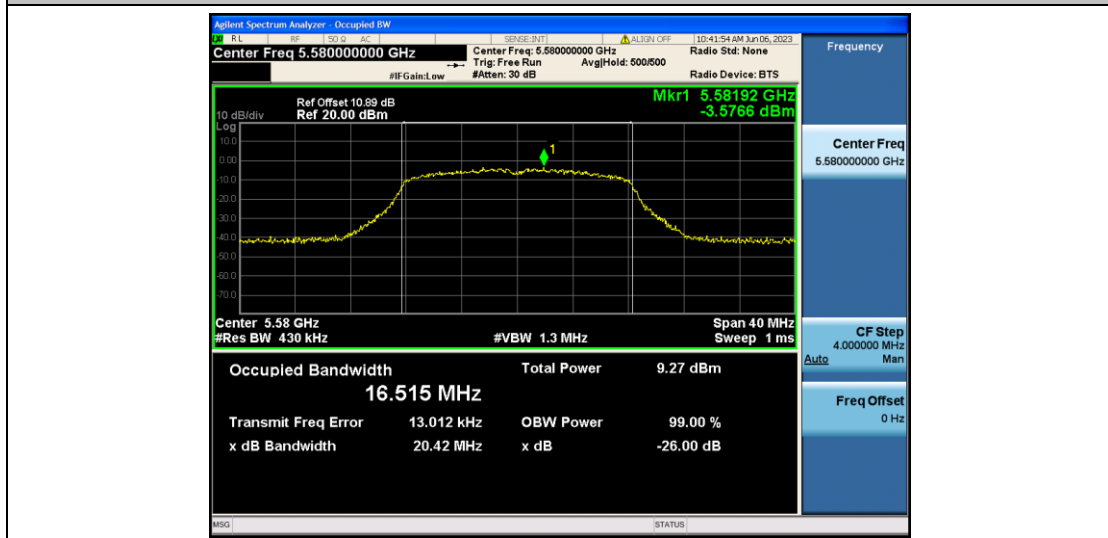 Agilent Spectrum Analyzer - Occupied BW
RL RF 50 Ω AC SENSE:INT ALIGN OFF 10:41:54 AM Jun 06, 2023
Center Freq 5.580000000 GHz Center Freq: 5.580000000 GHz Radio Std: None
Trig: Free Run Avg|Hold: 500/500
#IFGain:Low #Atten: 30 dB Radio Device: BTS
Frequency
Ref Offset 10.89 dB Mkr1 5.58192 GHz
10 dB/div Ref 20.00 dBm -3.5766 dBm
Log
10.0
0.00
-10.0
-20.0
-30.0
-40.0
-50.0
-60.0
-70.0
1
Center 5.58 GHz Span 40 MHz
#Res BW 430 kHz #VBW 1.3 MHz Sweep 1 ms
Occupied Bandwidth Total Power 9.27 dBm
16.515 MHz
Transmit Freq Error 13.012 kHz OBW Power 99.00 %
x dB Bandwidth 20.42 MHz x dB -26.00 dB
Center Freq
5.580000000 GHz
CF Step
4.000000 MHz
Auto Man
Freq Offset
0 Hz
MSG STATUS